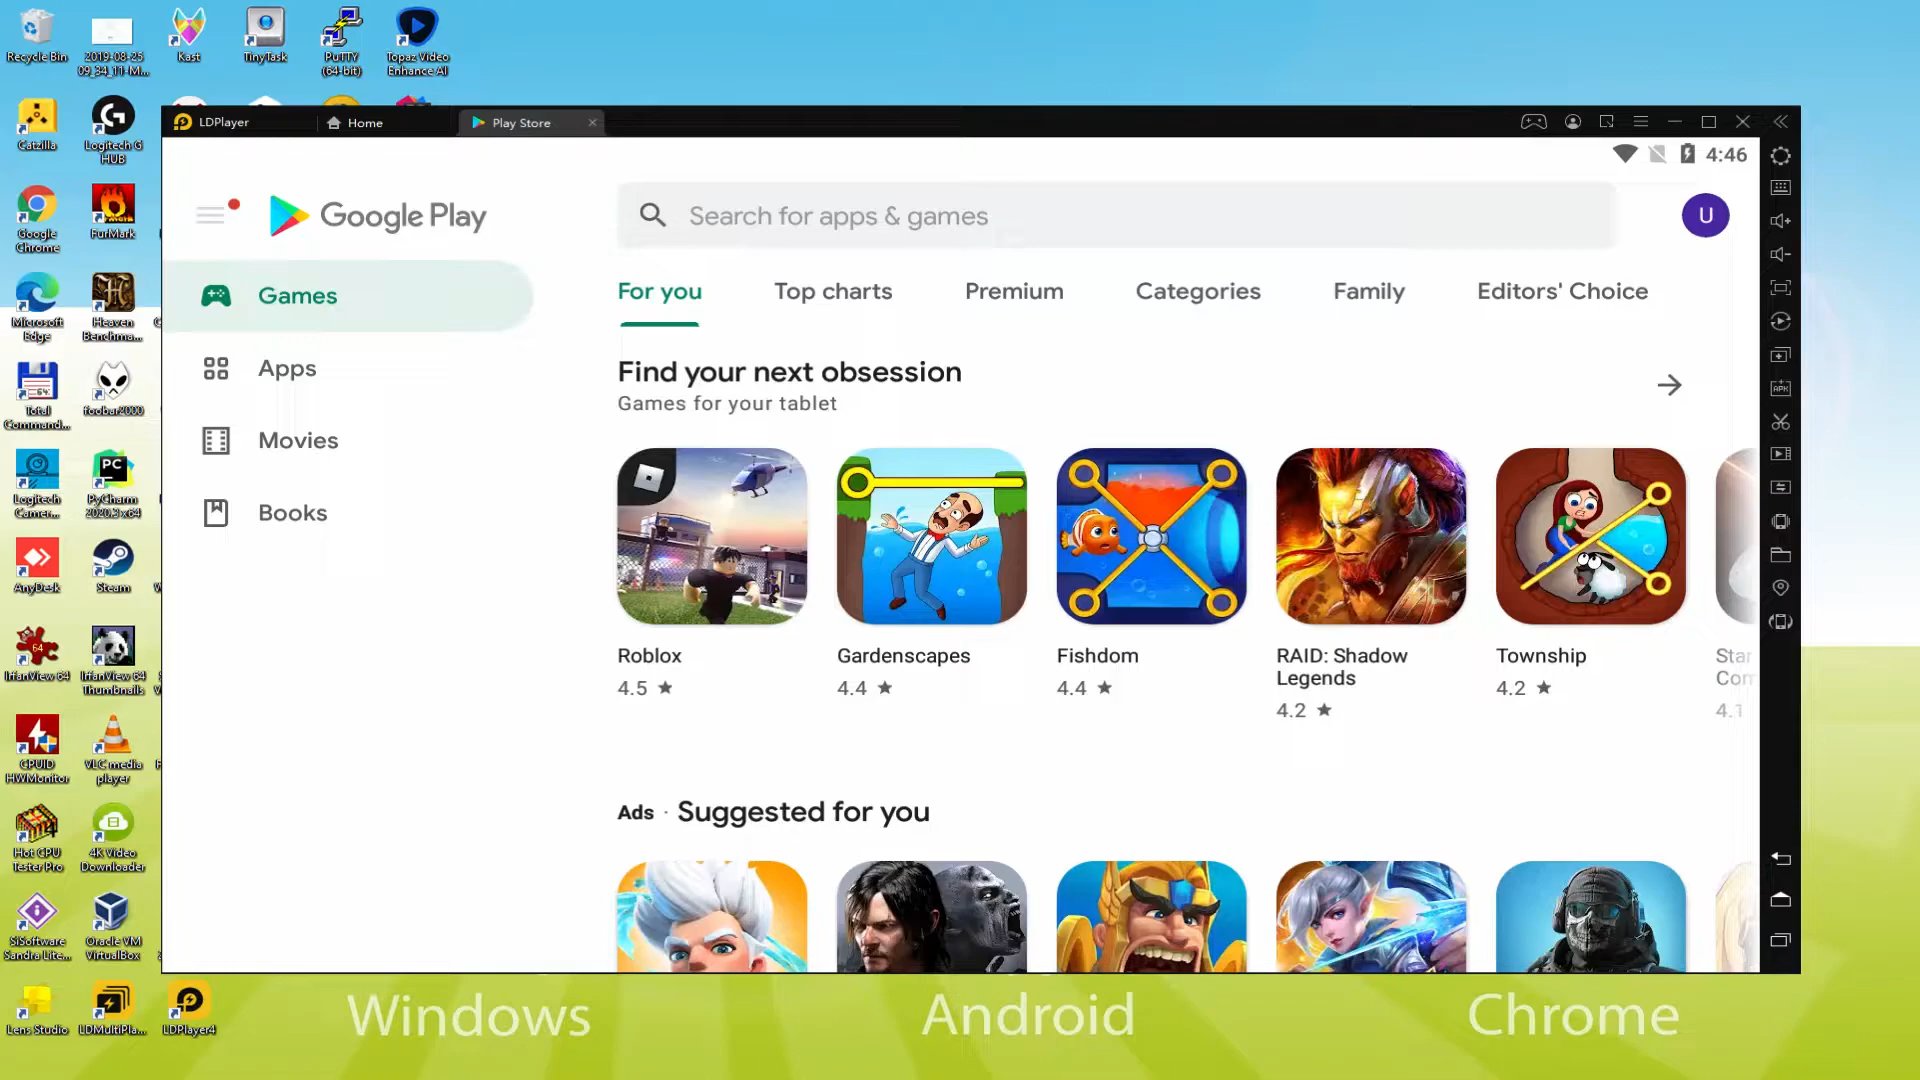 Recycle Bin
2019-08-25
09_34_11-M...
Kast
TinyTask
PuTTY
(64-bit)
Topaz Video
Enhance AI
Catzilla
Logitech G
HUB
Google
Chrome
FurMark
Microsoft
Edge
Heaven
Benchma...
Total
Command...
foobar2000
Logitech
Camer...
PyCharm
2020.3 x64
AnyDesk
Steam
IrfanView 64
IrfanView 64
Thumbnails
CPUID
HWMonitor
VLC media
player
Hot CPU
Tester Pro
4K Video
Downloader
SiSoftware
Sandra Lite...
Oracle VM
VirtualBox
Lens Studio
LDMultiPla...
LDPlayer4
LDPlayer
Home
Play Store
4:46
Google Play
Search for apps & games
U
Games
Apps
Movies
Books
For you
Top charts
Premium
Categories
Family
Editors' Choice
Find your next obsession
Games for your tablet
Roblox
4.5
Gardenscapes
4.4
Fishdom
4.4
RAID: Shadow
Legends
4.2
Township
4.2
Star
Com
4.1
Ads · Suggested for you
Windows
Android
Chrome